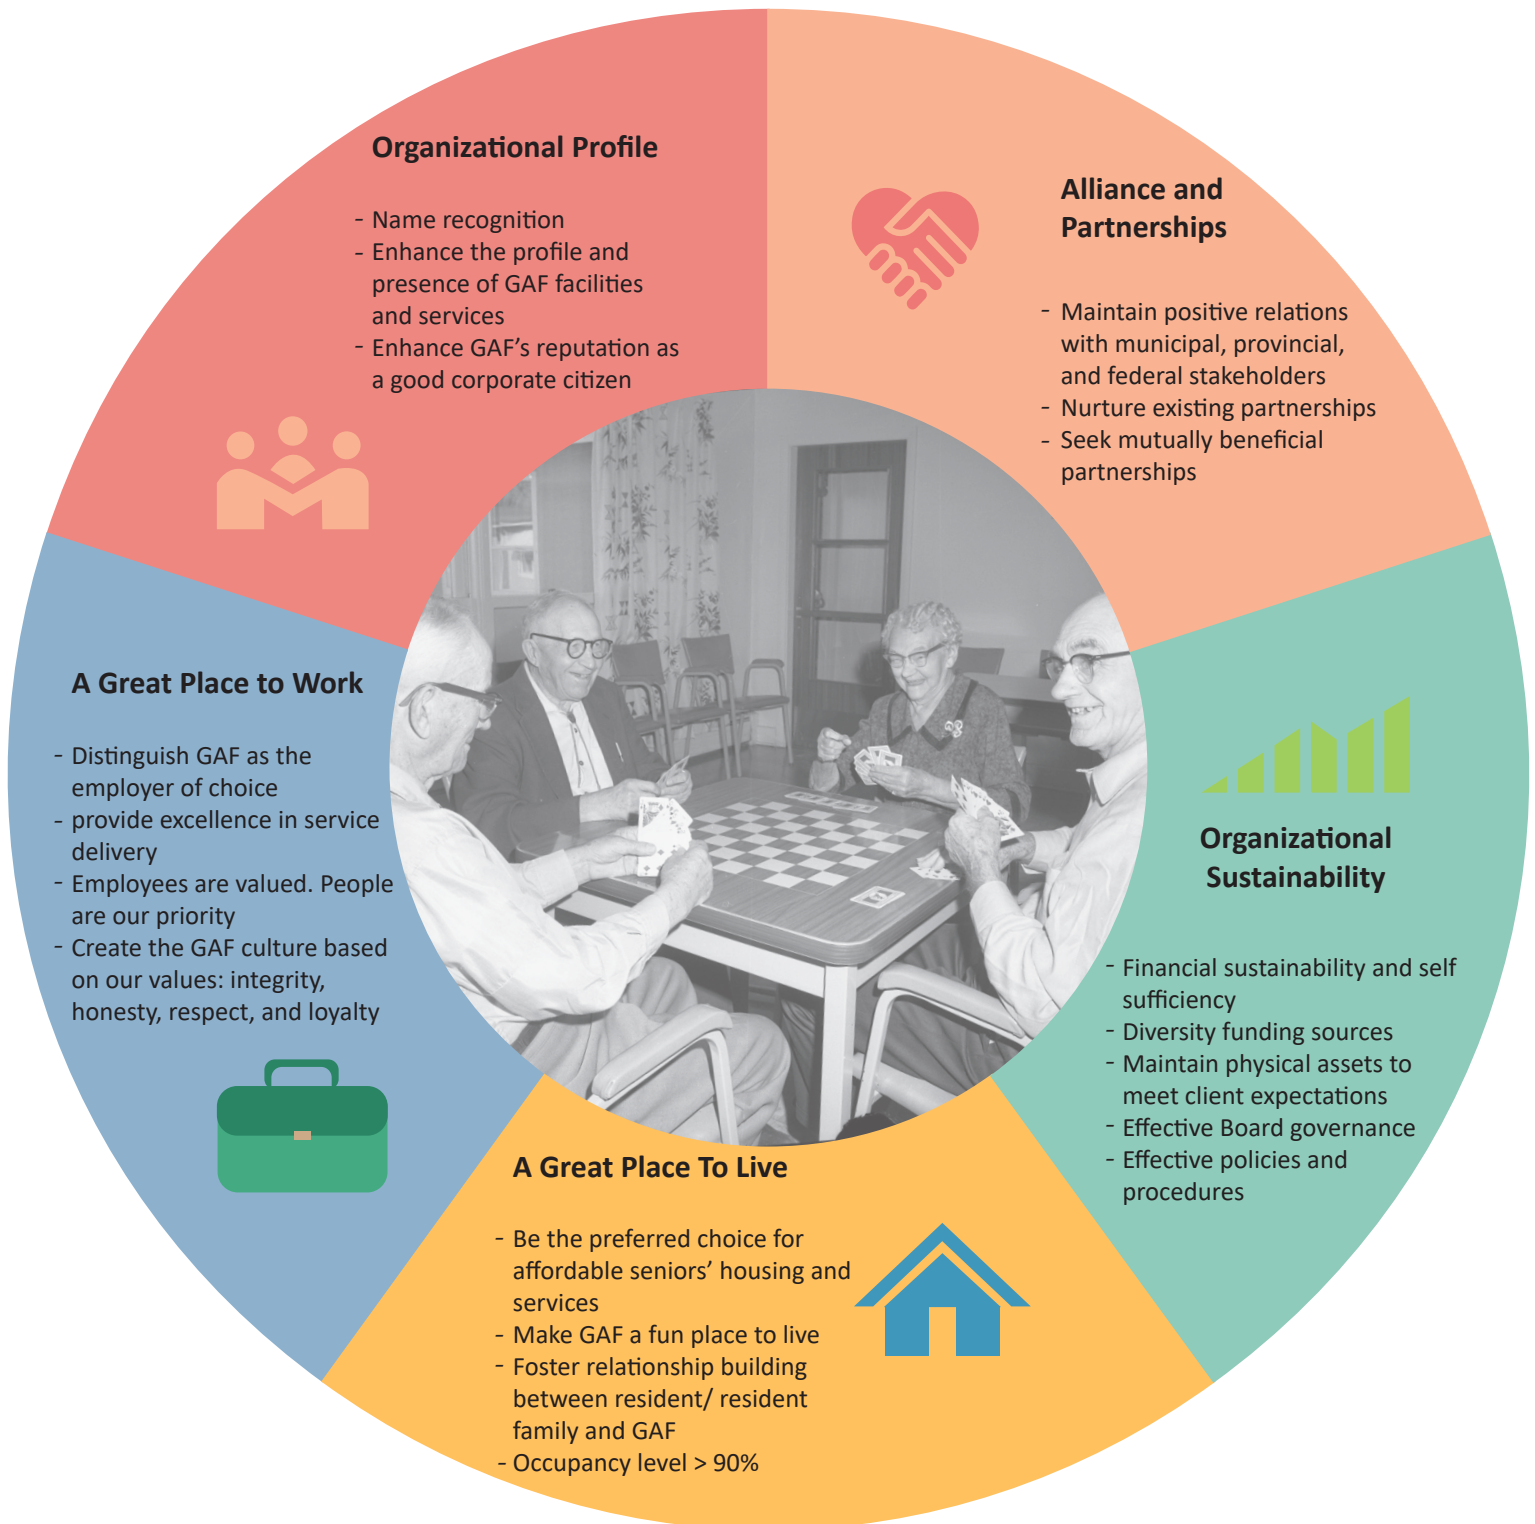 Organizational Profile
- Name recognition
- Enhance the profile and
presence of GAF facilities
and services
- Enhance GAF’s reputation as
a good corporate citizen
Alliance and
Partnerships
- Maintain positive relations
with municipal, provincial,
and federal stakeholders
- Nurture existing partnerships
- Seek mutually beneficial
partnerships
Organizational
Sustainability
- Financial sustainability and self
sufficiency
- Diversity funding sources
- Maintain physical assets to
meet client expectations
- Effective Board governance
- Effective policies and
procedures
A Great Place To Live
- Be the preferred choice for
affordable seniors’ housing and
services
- Make GAF a fun place to live
- Foster relationship building
between resident/ resident
family and GAF
- Occupancy level > 90%
A Great Place to Work
- Distinguish GAF as the
employer of choice
- provide excellence in service
delivery
- Employees are valued. People
are our priority
- Create the GAF culture based
on our values: integrity,
honesty, respect, and loyalty